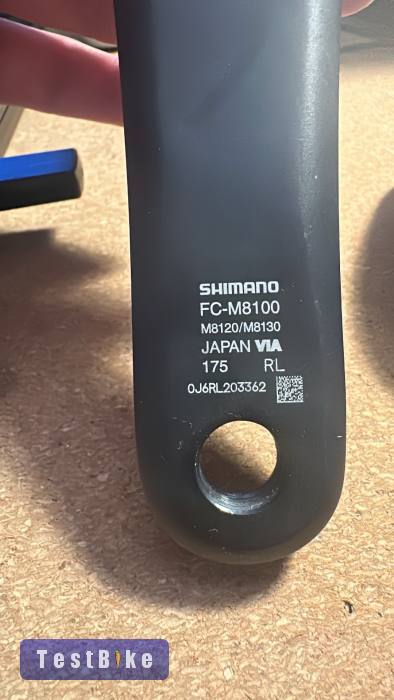 SHIMANO
FC-M8100
M8120/M8130
JAPAN VIA
175 RL
0J6RL203362
TestBike